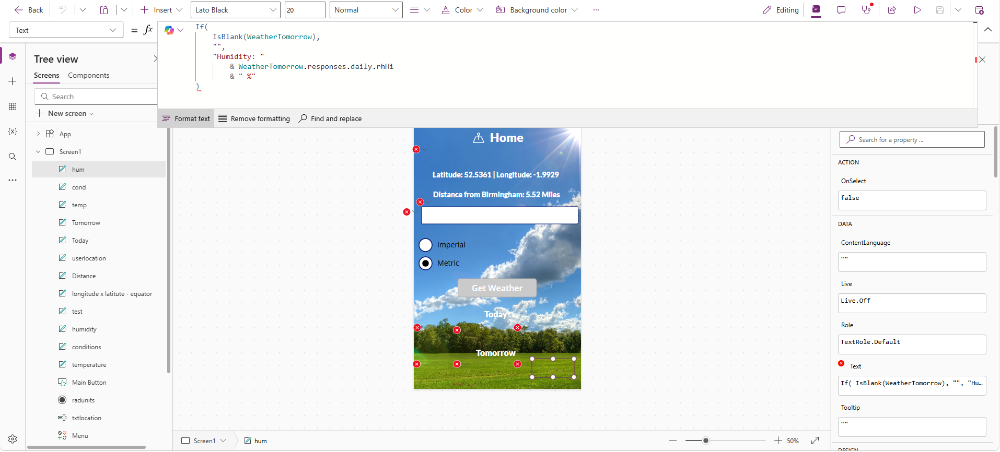 Back
Insert
Lato Black
20
Normal
Color
Background color
Editing
Text
= fx
If(
IsBlank(WeatherTomorrow),
"",
"Humidity: "
& WeatherTomorrow.responses.daily.rhHi
& " %"
)
Format text
Remove formatting
Find and replace
Tree view
Screens
Components
Search
New screen
App
Screen1
hum
cond
temp
Tomorrow
Today
userlocation
Distance
longitude x latitute - equator
test
humidity
conditions
temperature
Main Button
radunits
txtlocation
Menu
Home
Latitude: 52.5361 | Longitude: -1.9929
Distance from Birmingham: 5.52 Miles
Imperial
Metric
Get Weather
Today
Tomorrow
Search for a property ...
ACTION
OnSelect
false
DATA
ContentLanguage
""
Live
Live.Off
Role
TextRole.Default
Text
If( IsBlank(WeatherTomorrow), "", "Hu...
Tooltip
""
DESIGN
Screen1
hum
50%